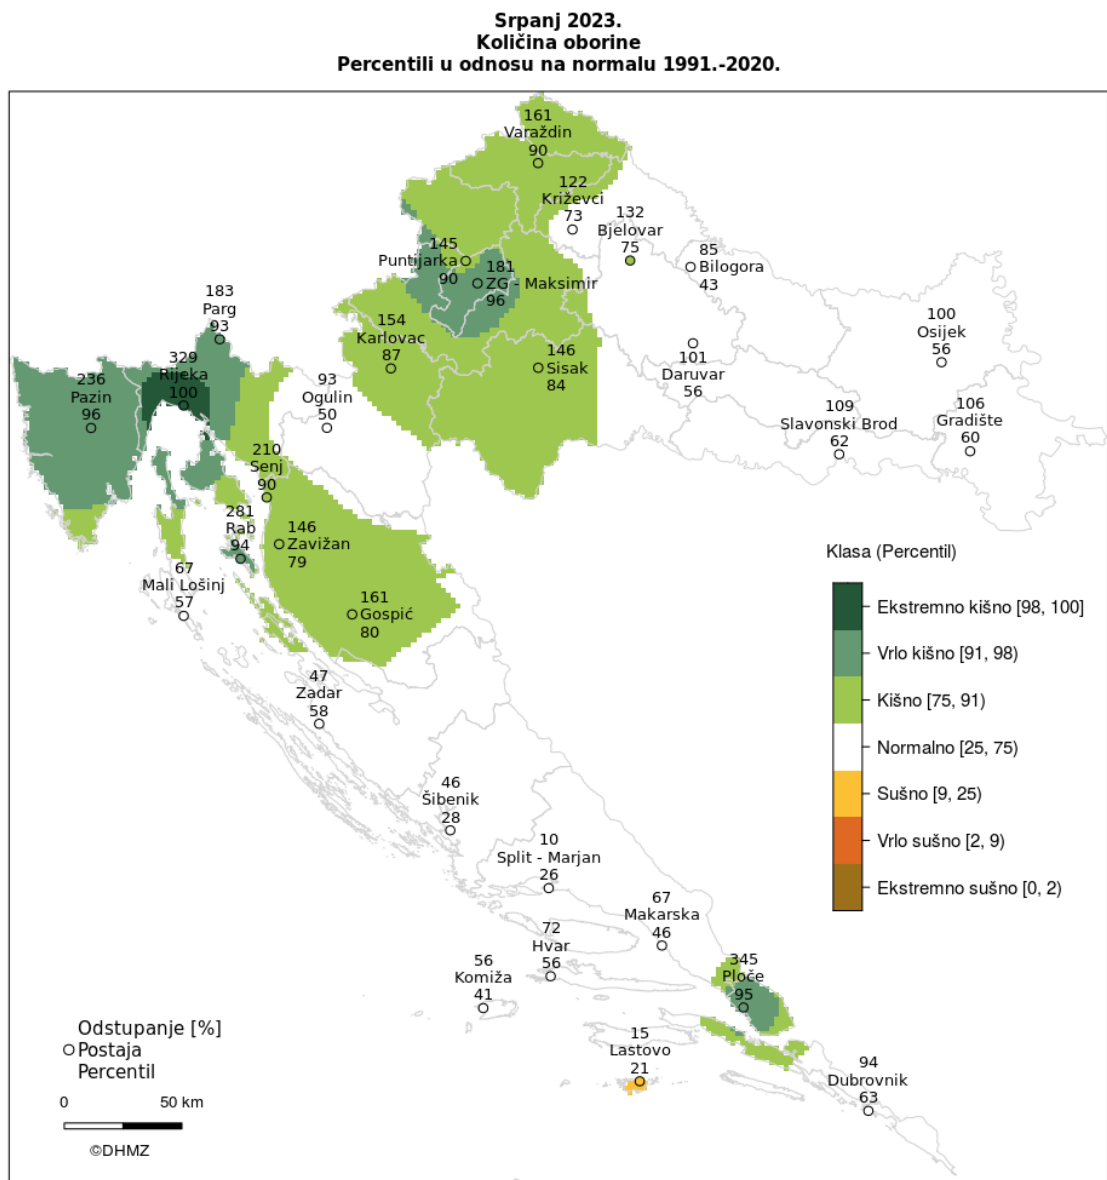 Srpanj 2023.
Količina oborine
Percentili u odnosu na normalu 1991.-2020.
161
Varaždin
90
122
Križevci
73
132
Bjelovar
75
85
Bilogora
43
145
Puntijarka
90
181
ZG - Maksimir
96
183
Parg
93
154
Karlovac
87
146
Sisak
84
101
Daruvar
56
100
Osijek
56
329
Rijeka
100
236
Pazin
96
93
Ogulin
50
109
Slavonski Brod
62
106
Gradište
60
210
Senj
90
281
Rab
94
146
Zavižan
79
67
Mali Lošinj
57
161
Gospić
80
47
Zadar
58
46
Šibenik
28
10
Split - Marjan
26
67
Makarska
46
72
Hvar
56
56
Komiža
41
345
Ploče
95
15
Lastovo
21
94
Dubrovnik
63
Klasa (Percentil)
Ekstremno kišno [98, 100]
Vrlo kišno [91, 98)
Kišno [75, 91)
Normalno [25, 75)
Sušno [9, 25)
Vrlo sušno [2, 9)
Ekstremno sušno [0, 2)
Odstupanje [%]
Postaja
Percentil
0 50 km
©DHMZ